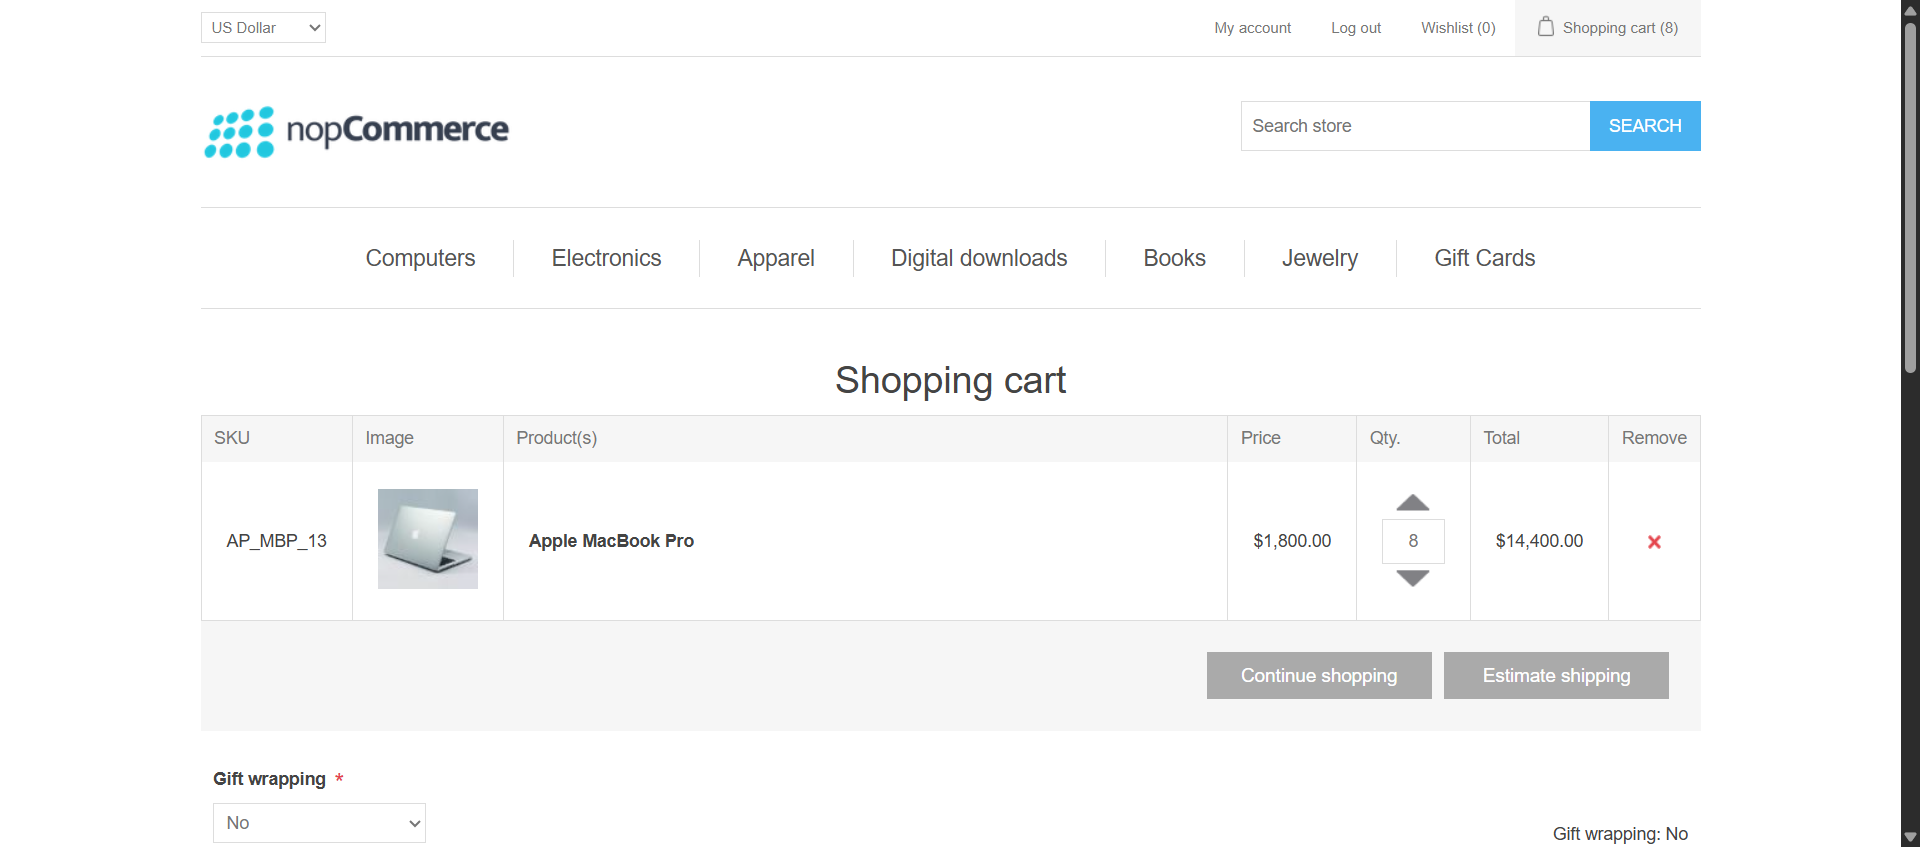 US Dollar My account Log out Wishlist (0) Shopping cart (8)
nopCommerce Search store SEARCH
Computers Electronics Apparel Digital downloads Books Jewelry Gift Cards
Shopping cart
SKU Image Product(s) Price Qty. Total Remove
AP_MBP_13 Apple MacBook Pro $1,800.00 8 $14,400.00
Continue shopping Estimate shipping
Gift wrapping *
No
Gift wrapping: No